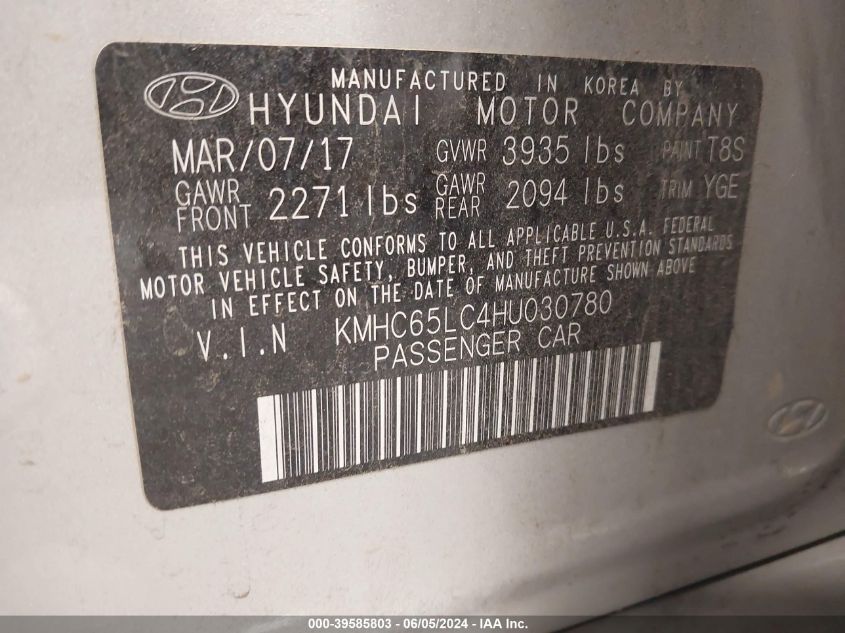 MANUFACTURED IN KOREA BY
HYUNDAI MOTOR COMPANY
MAR/07/17 GVWR 3935 lbs PAINT T8S
GAWR FRONT 2271 lbs GAWR REAR 2094 lbs TRIM YGE
THIS VEHICLE CONFORMS TO ALL APPLICABLE U.S.A. FEDERAL
MOTOR VEHICLE SAFETY, BUMPER, AND THEFT PREVENTION STANDARDS
IN EFFECT ON THE DATE OF MANUFACTURE SHOWN ABOVE
V.I.N KMHC65LC4HU030780
PASSENGER CAR
000-39585803 - 06/05/2024 - IAA Inc.